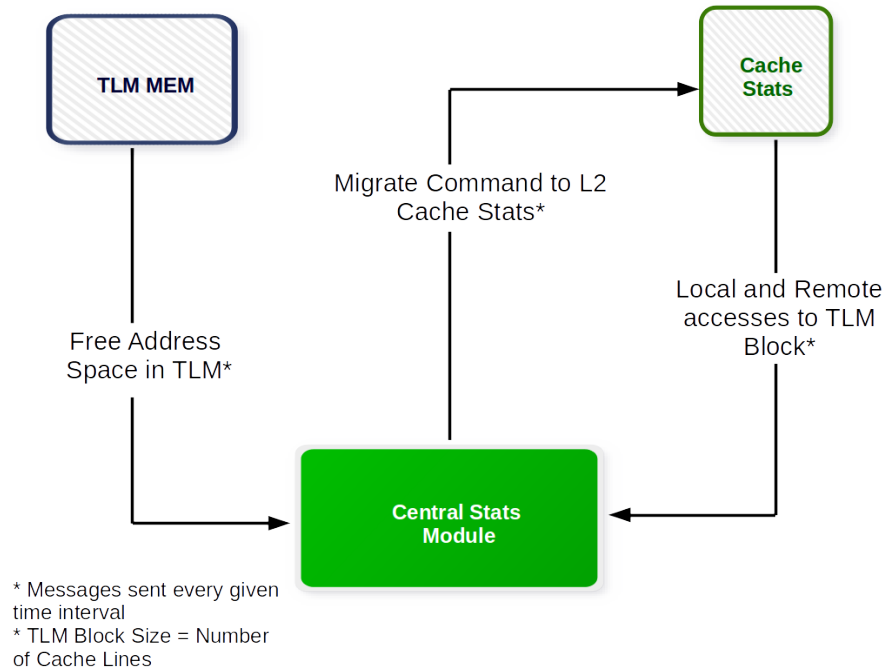 TLM MEM
Cache
Stats
Migrate Command to L2
Cache Stats*
Local and Remote
accesses to TLM
Block*
Free Address
Space in TLM*
Central Stats
Module
* Messages sent every given
time interval
* TLM Block Size = Number
of Cache Lines